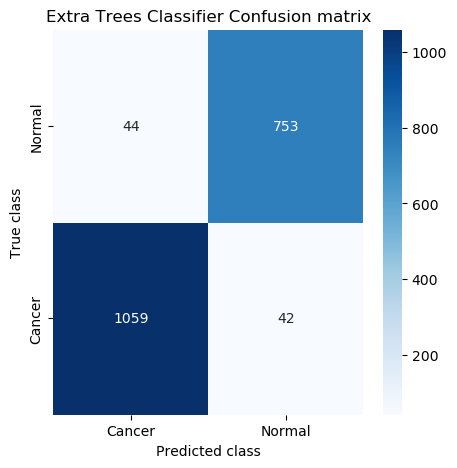 Extra Trees Classifier Confusion matrix
True class
Normal
Cancer
44
753
1059
42
Cancer
Normal
Predicted class
1000
800
600
400
200